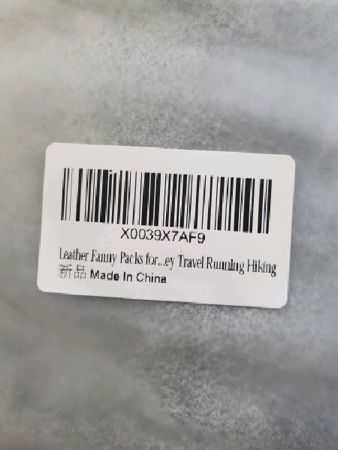 X0039X7AF9
Leather Fanny Packs for...ey Travel Running Hiking
新品 Made In China